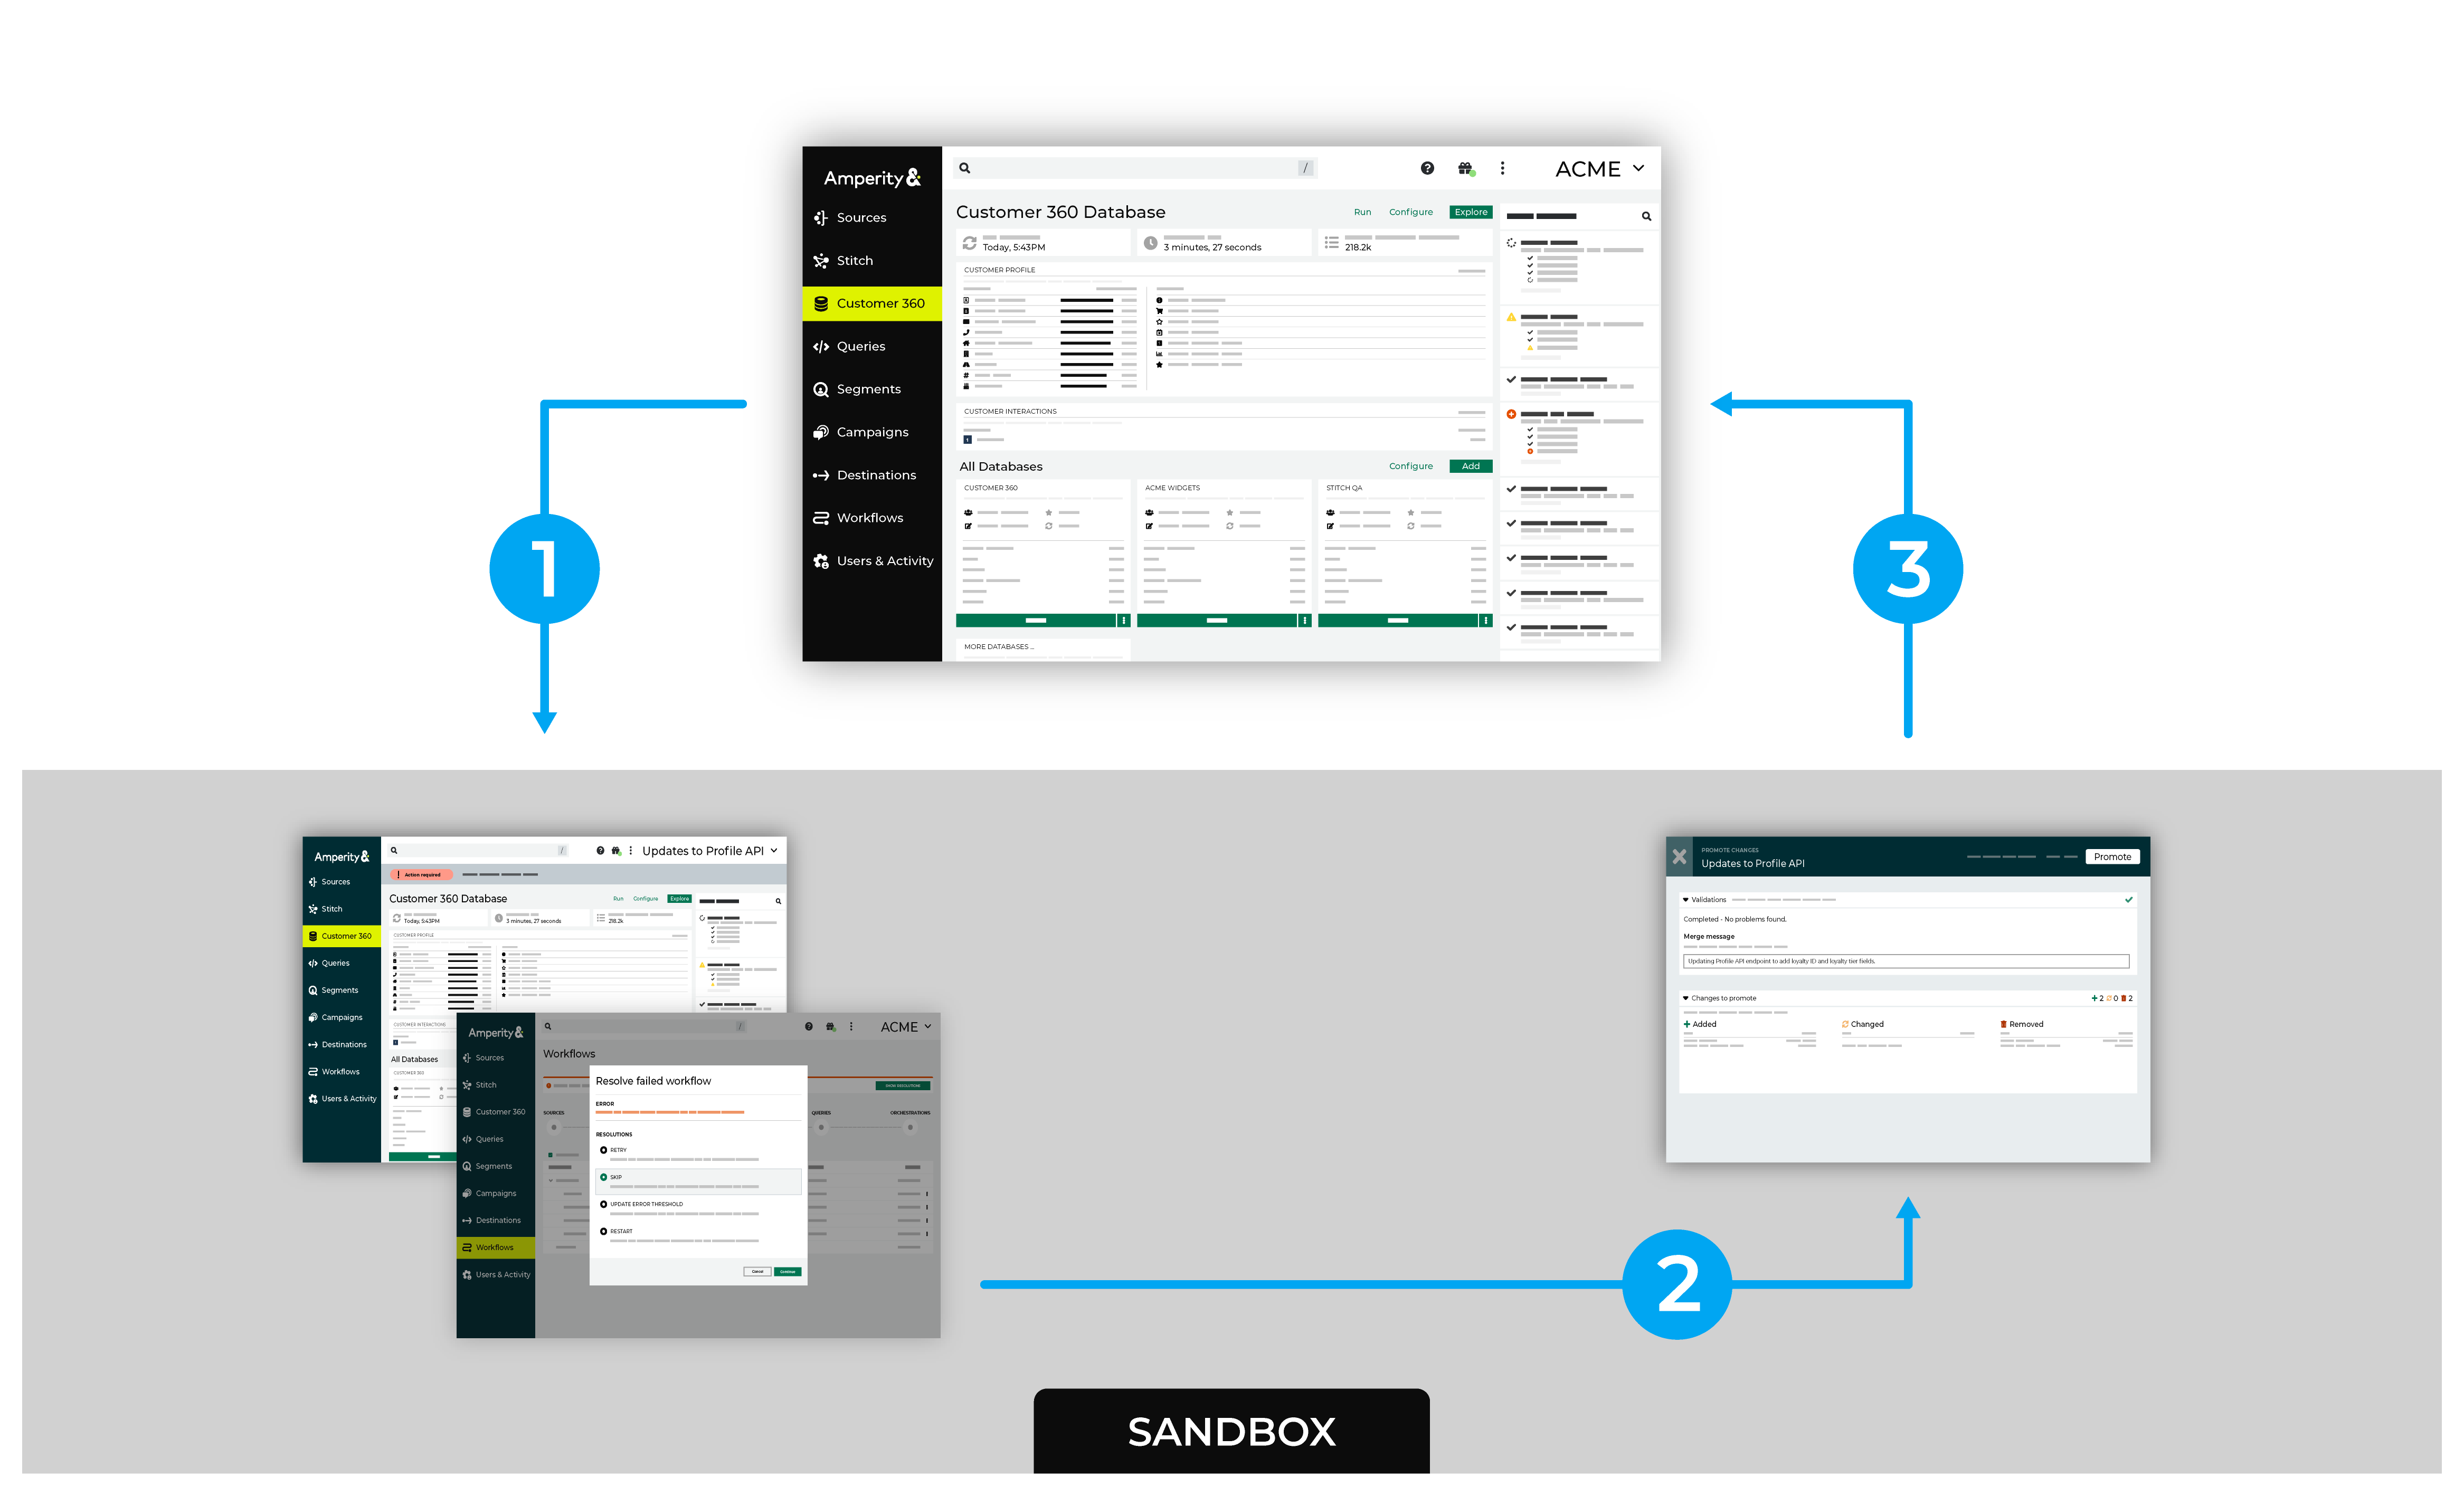 Amperity&
/
ACME
Sources
Stitch
Customer 360
Queries
Segments
Campaigns
Destinations
Workflows
Users & Activity
Customer 360 Database
Run
Configure
Explore
Today, 5:43PM
3 minutes, 27 seconds
218.2k
CUSTOMER PROFILE
CUSTOMER INTERACTIONS
All Databases
Configure
Add
CUSTOMER 360
ACME WIDGETS
STITCH QA
MORE DATABASES ...
1
3
Amperity&
/
Updates to Profile API
Action required
Sources
Stitch
Customer 360
Queries
Segments
Campaigns
Destinations
Workflows
Users & Activity
Customer 360 Database
Run
Configure
Explore
Today, 5:43PM
3 minutes, 27 seconds
218.2k
CUSTOMER PROFILE
CUSTOMER INTERACTIONS
All Databases
CUSTOMER 360
Amperity&
/
ACME
Sources
Stitch
Customer 360
Queries
Segments
Campaigns
Destinations
Workflows
Users & Activity
Workflows
SHOW RESOLUTIONS
SOURCES
QUERIES
ORCHESTRATIONS
Resolve failed workflow
ERROR
RESOLUTIONS
RETRY
SKIP
UPDATE ERROR THRESHOLD
RESTART
Cancel
Continue
2
PROMOTE CHANGES
Updates to Profile API
Promote
Validations
Completed - No problems found.
Merge message
Updating Profile API endpoint to add loyalty ID and loyalty tier fields.
Changes to promote
2 0 2
Added
Changed
Removed
SANDBOX